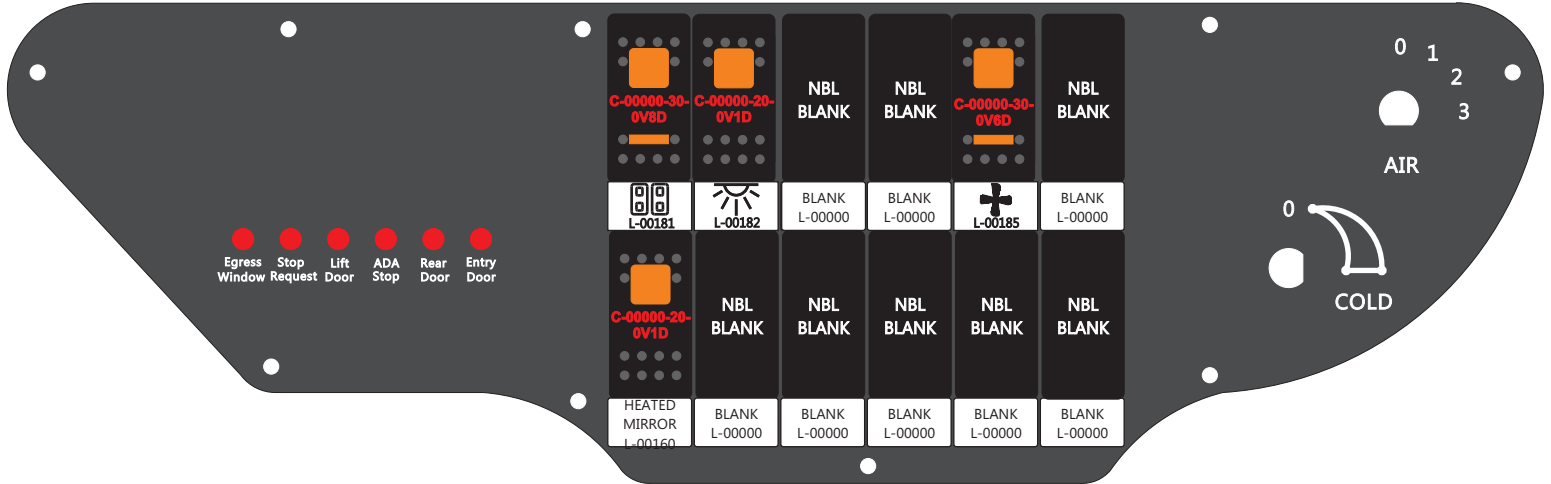 C-00000-30-
0V8D
C-00000-20-
0V1D
NBL
BLANK
NBL
BLANK
C-00000-30-
0V6D
NBL
BLANK
0
1
2
3
AIR
L-00181
L-00182
BLANK
L-00000
BLANK
L-00000
L-00185
BLANK
L-00000
0
COLD
Egress
Window
Stop
Request
Lift
Door
ADA
Stop
Rear
Door
Entry
Door
C-00000-20-
0V1D
NBL
BLANK
NBL
BLANK
NBL
BLANK
NBL
BLANK
NBL
BLANK
HEATED
MIRROR
L-00160
BLANK
L-00000
BLANK
L-00000
BLANK
L-00000
BLANK
L-00000
BLANK
L-00000